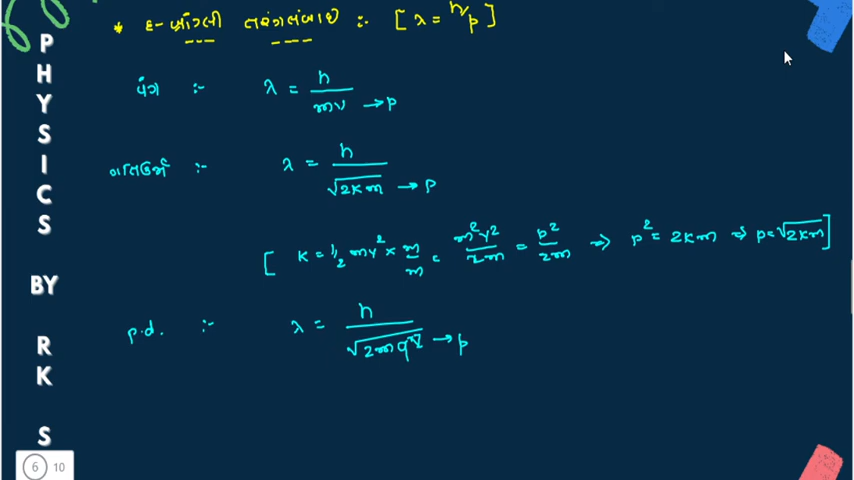 * દ-બ્રોગ્લી તરંગલંબાઈ :- [λ = h/p]
વેગ :- λ = h/mv → p
ગતિઊર્જા :- λ = h/√2km → p
[ K = 1/2 mv² × m/m = m²v²/2m = p²/2m ⇒ p² = 2km ⇒ p = √2km ]
p.d. :- λ = h/√2mqV → p
PHYSICS
BY
RK
S
6 10